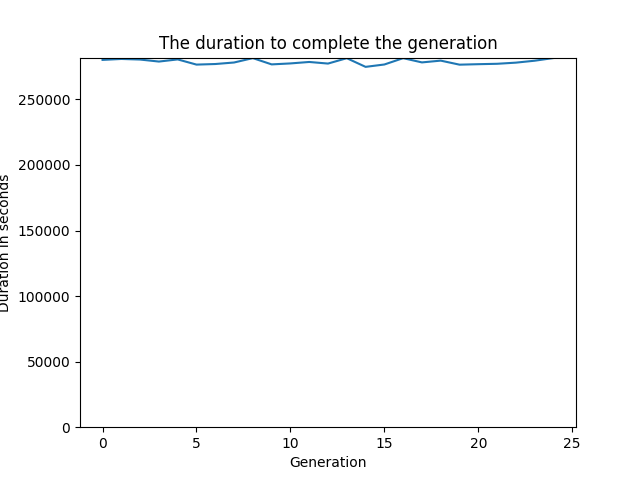 The duration to complete the generation
250000
200000
150000
100000
50000
0
Duration in seconds
0 5 10 15 20 25
Generation